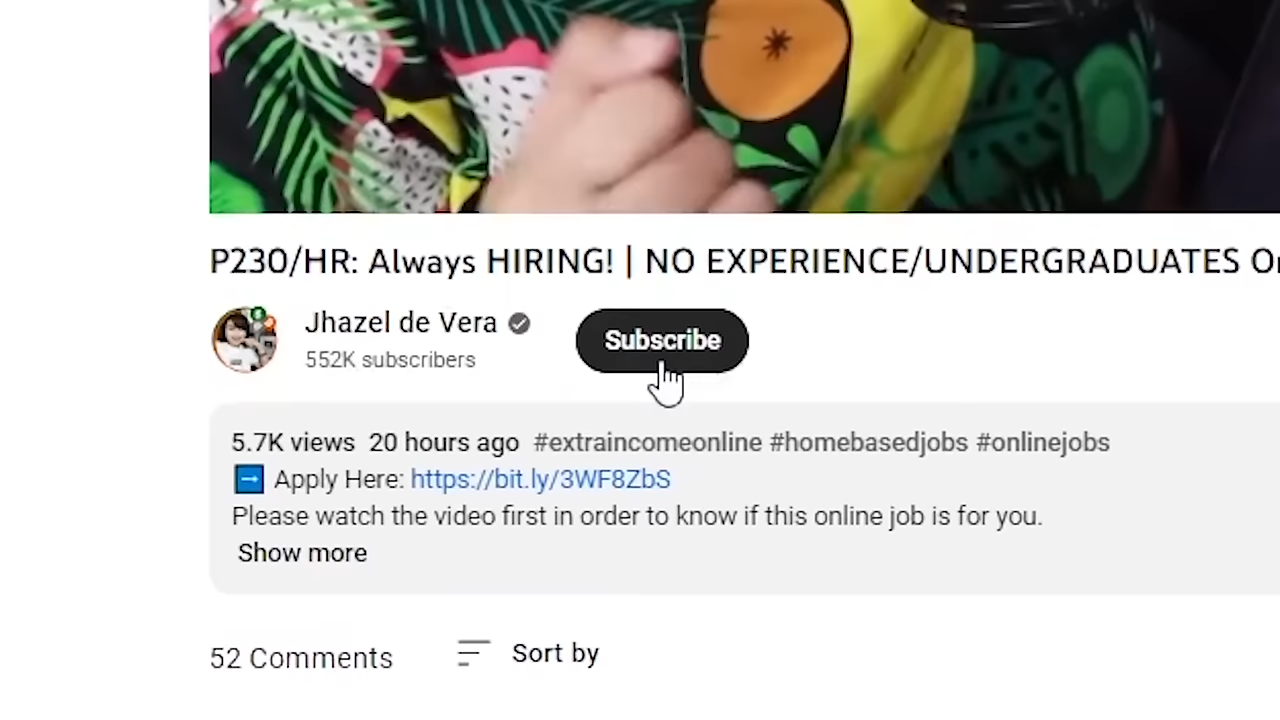 P230/HR: Always HIRING! | NO EXPERIENCE/UNDERGRADUATES
Jhazel de Vera
552K subscribers
Subscribe
5.7K views 20 hours ago #extraincomeonline #homebasedjobs #onlinejobs
Apply Here: https://bit.ly/3WF8ZbS
Please watch the video first in order to know if this online job is for you.
Show more
52 Comments
Sort by